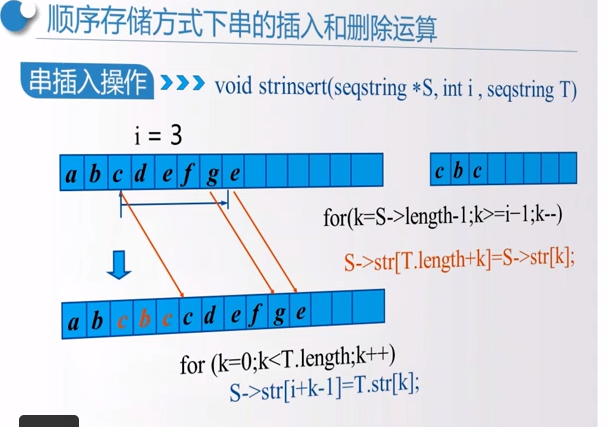 顺序存储方式下串的插入和删除运算
串插入操作 >>> void strinsert(seqstring *S, int i , seqstring T)
i = 3
a b c d e f g e
c b c
for(k=S->length-1;k>=i−1;k--)
S->str[T.length+k]=S->str[k];
a b c b c c d e f g e
for (k=0;k<T.length;k++)
S->str[i+k-1]=T.str[k];